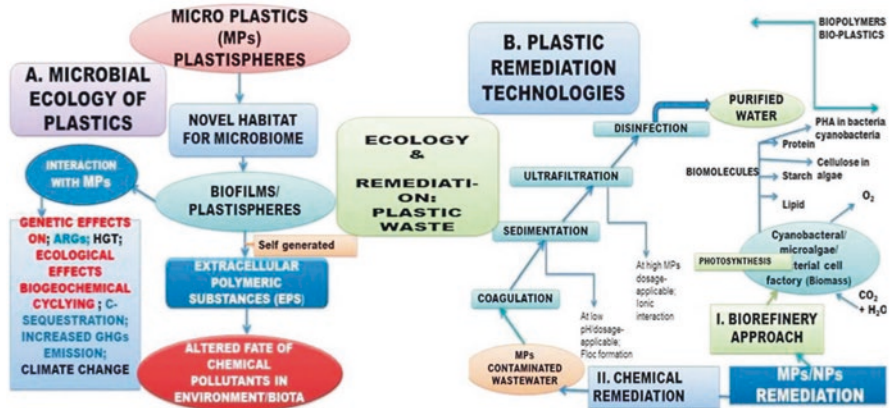 MICRO PLASTICS
(MPs)
PLASTISPHERES
A. MICROBIAL
ECOLOGY OF
PLASTICS
NOVEL HABITAT
FOR MICROBIOME
INTERACTION
WITH MPs
BIOFILMS/
PLASTISPHERES
GENETIC EFFECTS
ON; ARGs; HGT;
ECOLOGICAL
EFFECTS
BIOGEOCHEMICAL
CYCLYING ; C-
SEQUESTRATION;
INCREASED GHGs
EMISSION;
CLIMATE CHANGE
Self generated
EXTRACELLULAR
POLYMERIC
SUBSTANCES (EPS)
ALTERED FATE OF
CHEMICAL
POLLUTANTS IN
ENVIRONMENT/BIOTA
ECOLOGY
&
REMEDIATI-
ON:
PLASTIC
WASTE
B. PLASTIC
REMEDIATION
TECHNOLOGIES
PURIFIED
WATER
DISINFECTION
ULTRAFILTRATION
SEDIMENTATION
COAGULATION
At high MPs
dosage-
applicable;
Ionic
interaction
At low
pH/dosage-
applicable;
Floc formation
MPs
CONTAMINATED
WASTEWATER
II. CHEMICAL
REMEDIATION
MPs/NPs
REMEDIATION
I. BIOREFINERY
APPROACH
BIOPOLYMERS
BIO-PLASTICS
PHA in bacteria
cyanobacteria
Protein
Cellulose in
algae
BIOMOLECULES
Starch
Lipid
O2
Cyanobacteral/
microalgae/
terial cell
factory (Biomass)
PHOTOSYNTHESIS
CO2
+ H2O